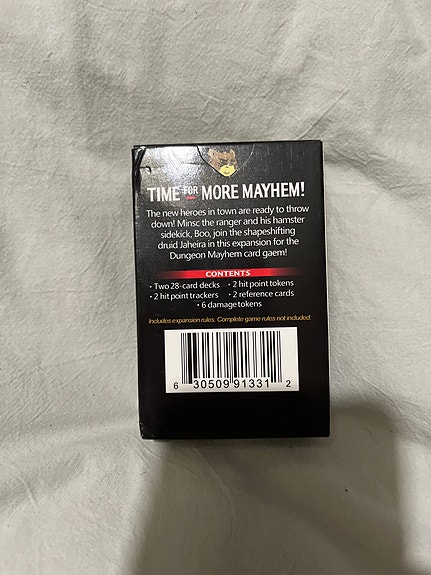 TIME FOR MORE MAYHEM!
The new heroes in town are ready to throw
down! Minsc the ranger and his hamster
sidekick, Boo, join the shapeshifting
druid Jaheira in this expansion for the
Dungeon Mayhem card gaem!
CONTENTS
• Two 28-card decks • 2 hit point tokens
• 2 hit point trackers • 2 reference cards
• 6 damage tokens
Includes expansion rules. Complete game rules not included.
6 30509 91331 2